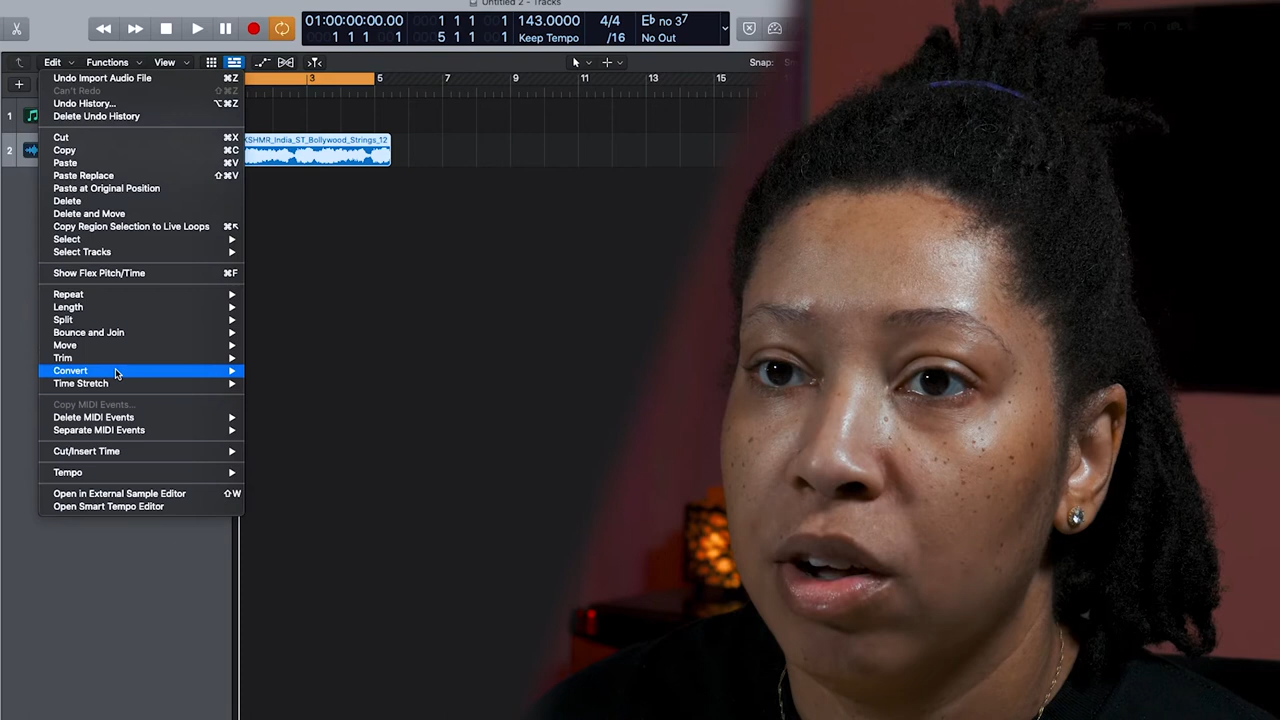 Untitled 2 - Tracks
01:00:00:00.00
1 1 1 1
1 1 1 1
5 1 1 1
143.0000
Keep Tempo
4/4
/16
E♭ no 3⁷
No Out
Edit Functions View
Snap:
3 5 7 9 11 13 15
1
2
KSHMR_India_ST_Bollywood_Strings_12
Undo Import Audio File ⌘Z
Can't Redo ⇧⌘Z
Undo History... ⌥⌘Z
Delete Undo History
Cut ⌘X
Copy ⌘C
Paste ⌘V
Paste Replace ⇧⌘V
Paste at Original Position
Delete
Delete and Move
Copy Region Selection to Live Loops ⌘↖
Select
Select Tracks
Show Flex Pitch/Time ⌘F
Repeat
Length
Split
Bounce and Join
Move
Trim
Convert
Time Stretch
Copy MIDI Events...
Delete MIDI Events
Separate MIDI Events
Cut/Insert Time
Tempo
Open in External Sample Editor ⇧W
Open Smart Tempo Editor